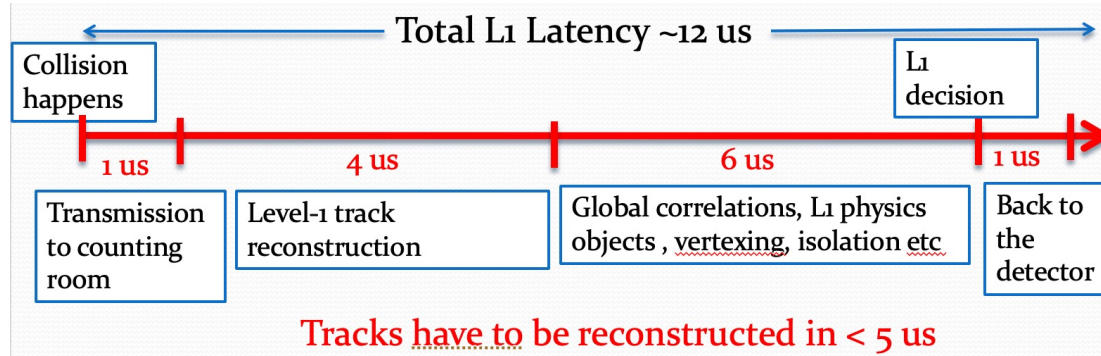 Total L1 Latency ~12 us
Collision
happens
L1
decision
1 us
4 us
6 us
1 us
Transmission
to counting
room
Level-1 track
reconstruction
Global correlations, L1 physics
objects , vertexing, isolation etc
Back to
the
detector
Tracks have to be reconstructed in < 5 us